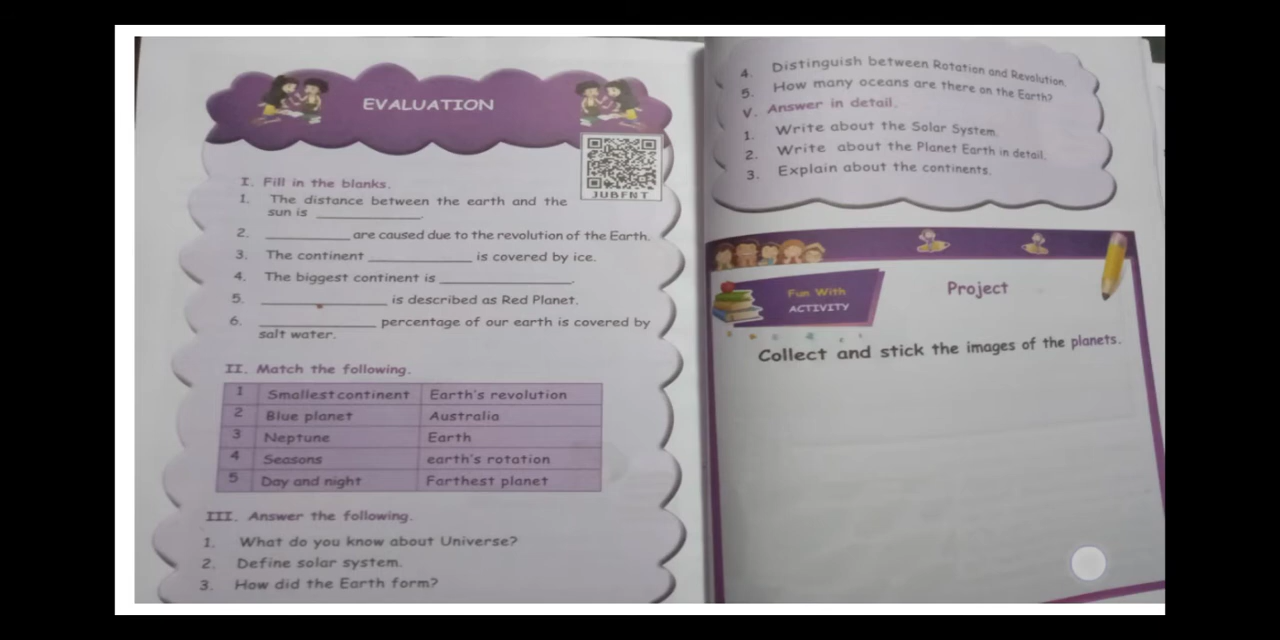 EVALUATION
JUBFNT
I. Fill in the blanks.
1. The distance between the earth and the
sun is ____________.
2. __________ are caused due to the revolution of the Earth.
3. The continent ____________ is covered by ice.
4. The biggest continent is ________________.
5. _______________ is described as Red Planet.
6. ______________ percentage of our earth is covered by
salt water.
II. Match the following.
1 Smallest continent Earth's revolution
2 Blue planet Australia
3 Neptune Earth
4 Seasons earth's rotation
5 Day and night Farthest planet
III. Answer the following.
1. What do you know about Universe?
2. Define solar system.
3. How did the Earth form?
4. Distinguish between Rotation and Revolution.
5. How many oceans are there on the Earth?
V. Answer in detail.
1. Write about the Solar System.
2. Write about the Planet Earth in detail.
3. Explain about the continents.
Fun With
ACTIVITY
Project
Collect and stick the images of the planets.